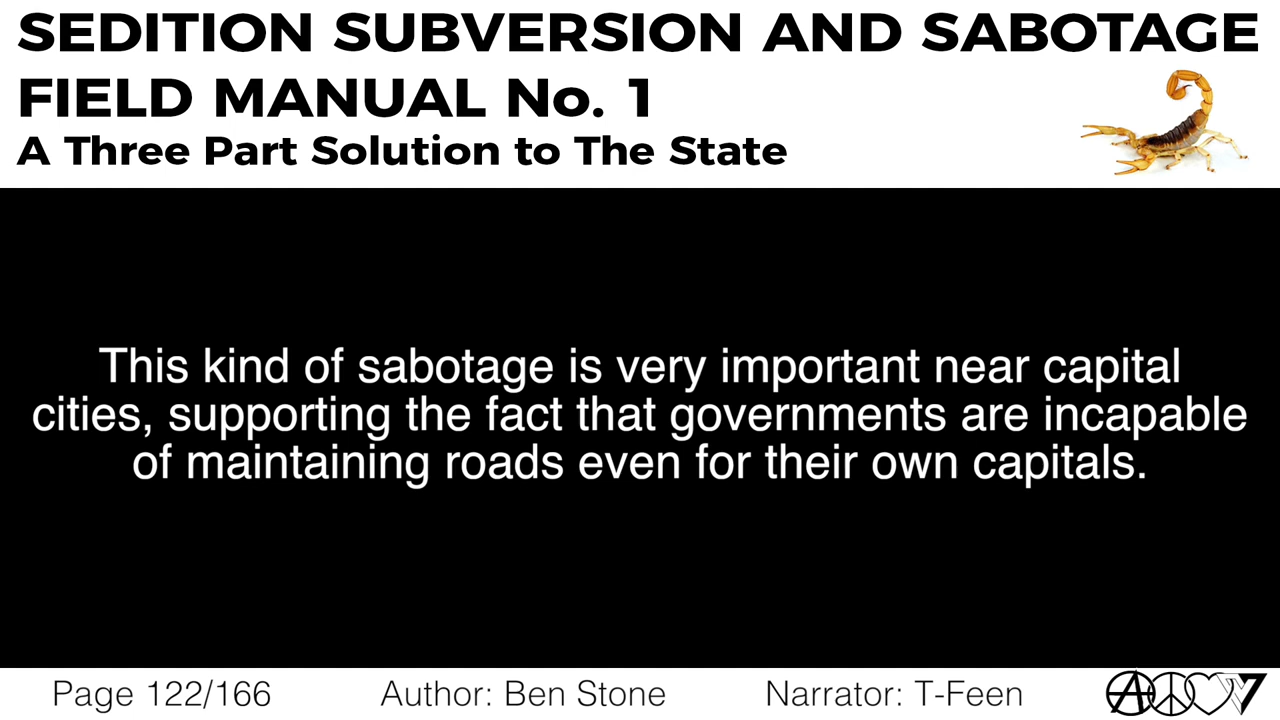 SEDITION SUBVERSION AND SABOTAGE
FIELD MANUAL No. 1
A Three Part Solution to The State
This kind of sabotage is very important near capital
cities, supporting the fact that governments are incapable
of maintaining roads even for their own capitals.
Page 122/166 Author: Ben Stone Narrator: T-Feen